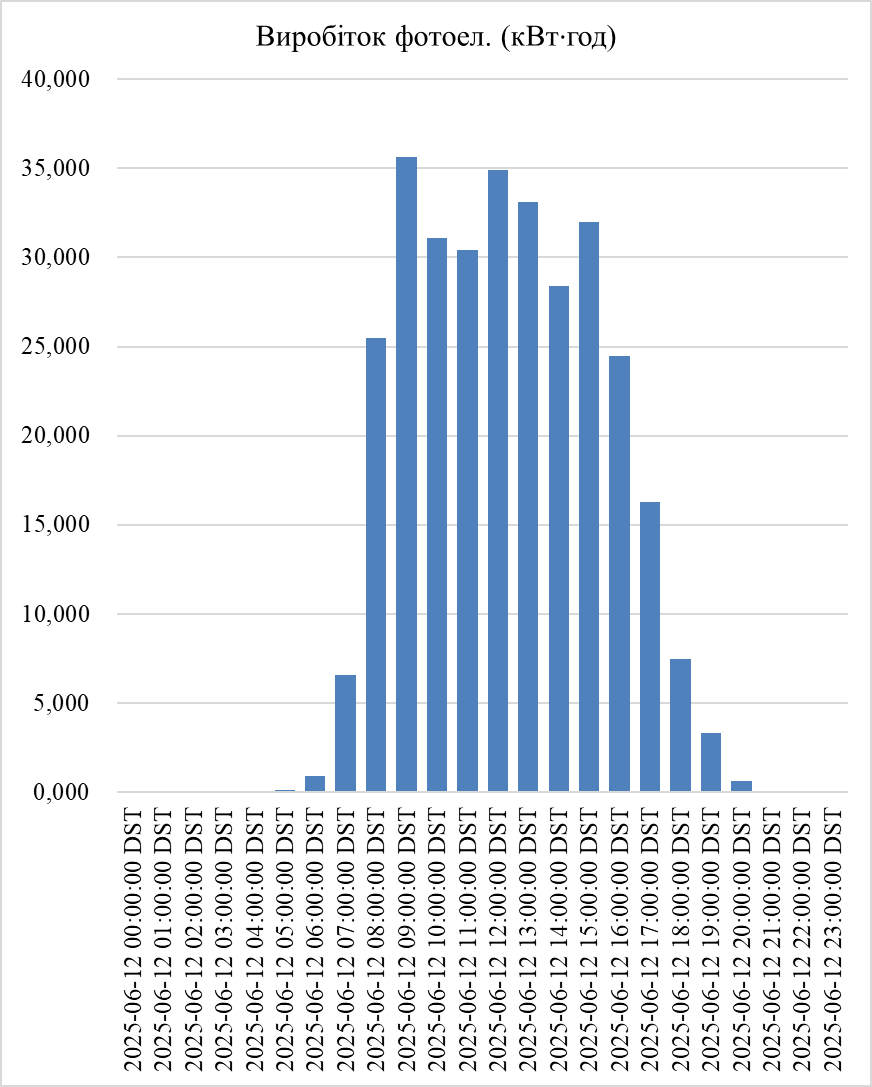 Виробіток фотоел. (кВт·год)
40,000
35,000
30,000
25,000
20,000
15,000
10,000
5,000
0,000
2025-06-12 00:00:00 DST
2025-06-12 01:00:00 DST
2025-06-12 02:00:00 DST
2025-06-12 03:00:00 DST
2025-06-12 04:00:00 DST
2025-06-12 05:00:00 DST
2025-06-12 06:00:00 DST
2025-06-12 07:00:00 DST
2025-06-12 08:00:00 DST
2025-06-12 09:00:00 DST
2025-06-12 10:00:00 DST
2025-06-12 11:00:00 DST
2025-06-12 12:00:00 DST
2025-06-12 13:00:00 DST
2025-06-12 14:00:00 DST
2025-06-12 15:00:00 DST
2025-06-12 16:00:00 DST
2025-06-12 17:00:00 DST
2025-06-12 18:00:00 DST
2025-06-12 19:00:00 DST
2025-06-12 20:00:00 DST
2025-06-12 21:00:00 DST
2025-06-12 22:00:00 DST
2025-06-12 23:00:00 DST